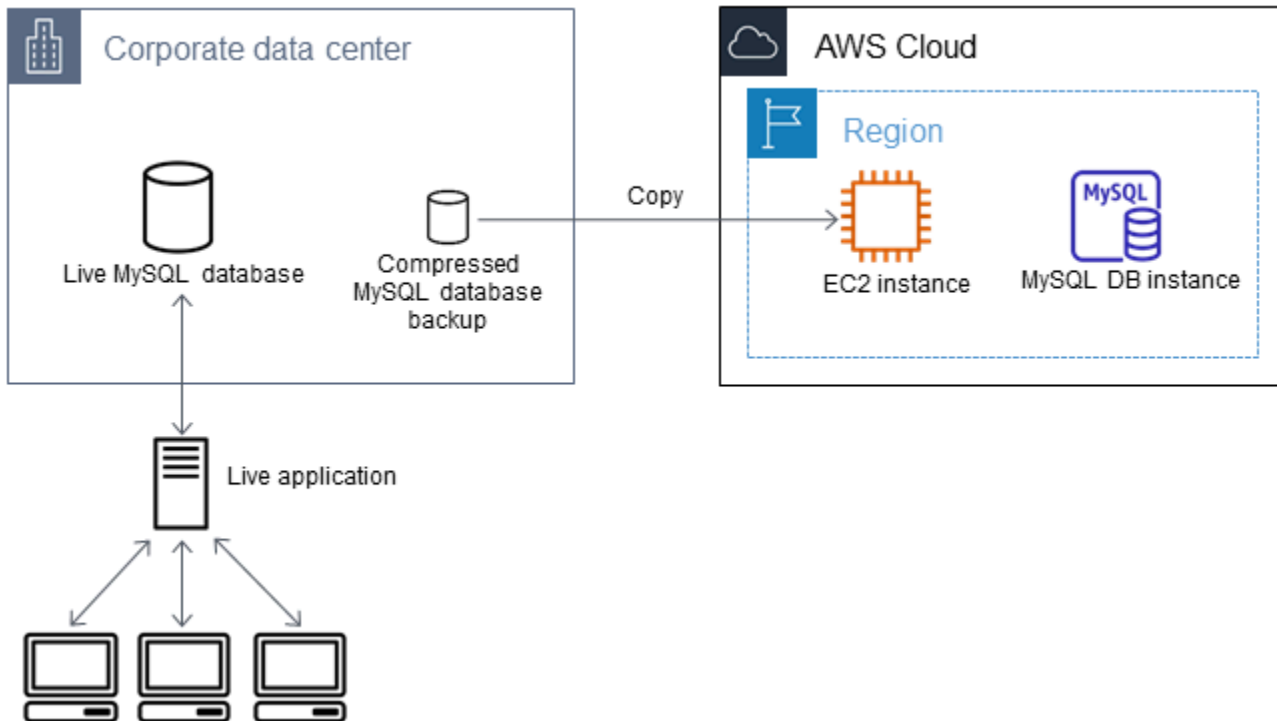 Corporate data center
AWS Cloud
Region
Copy
MySQL
Live MySQL database
Compressed
MySQL database
backup
EC2 instance
MySQL DB instance
Live application